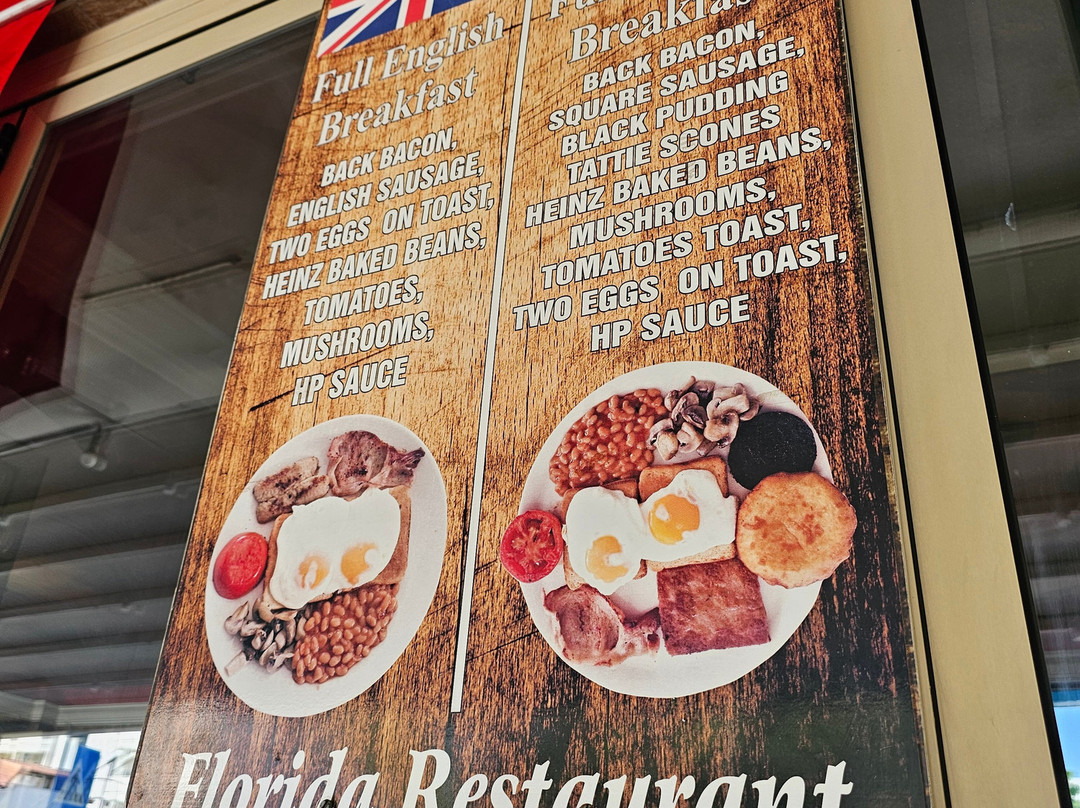 Full English
Breakfast
BACK BACON,
ENGLISH SAUSAGE,
TWO EGGS ON TOAST,
HEINZ BAKED BEANS,
TOMATOES,
MUSHROOMS,
HP SAUCE
Breakfast
BACK BACON,
SQUARE SAUSAGE,
BLACK PUDDING
TATTIE SCONES
HEINZ BAKED BEANS,
MUSHROOMS,
TOMATOES TOAST,
TWO EGGS ON TOAST,
HP SAUCE
Florida Restaurant